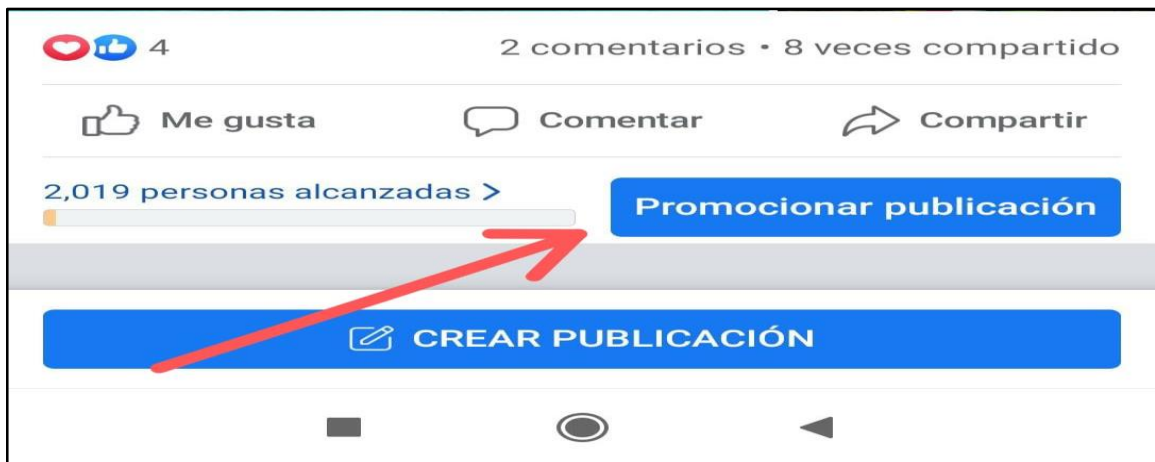 4 2 comentarios • 8 veces compartido
Me gusta Comentar Compartir
2,019 personas alcanzadas >
Promocionar publicación
CREAR PUBLICACIÓN